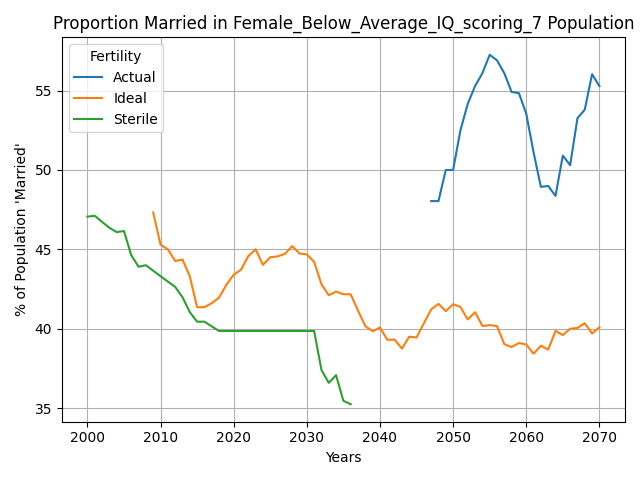 Proportion Married in Female_Below_Average_IQ_scoring_7 Population
Fertility
Actual
Ideal
Sterile
% of Population 'Married'
55
50
45
40
35
2000 2010 2020 2030 2040 2050 2060 2070
Years